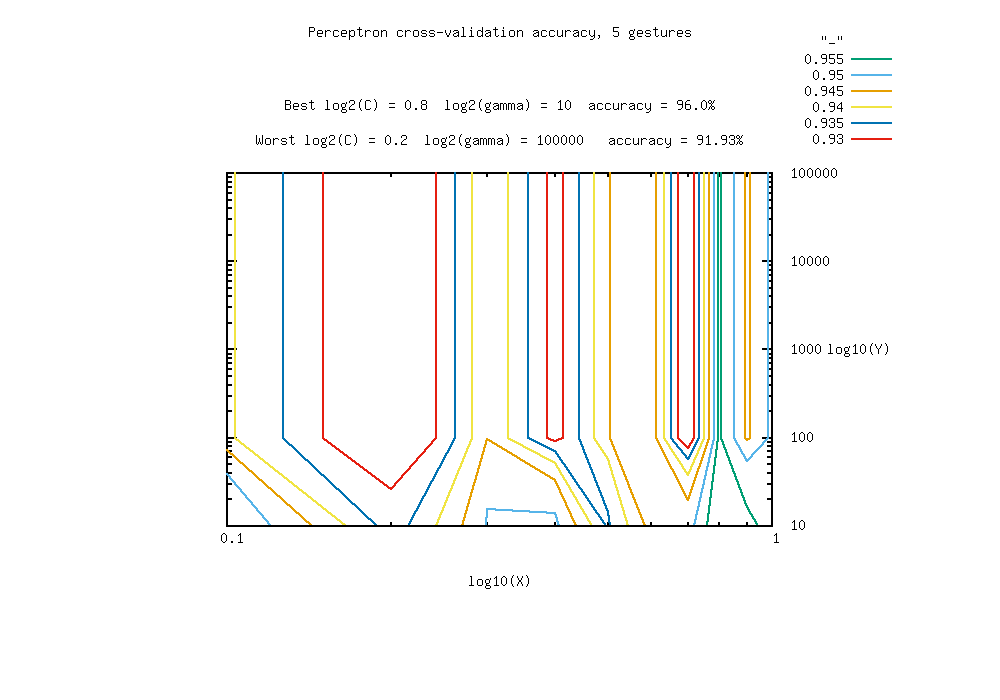 Perceptron cross-validation accuracy, 5 gestures
"_"
0.955
0.95
0.945
0.94
0.935
0.93
Best log2(C) = 0.8  log2(gamma) = 10  accuracy = 96.0%
Worst log2(C) = 0.2  log2(gamma) = 100000   accuracy = 91.93%
100000
10000
1000 log10(Y)
100
10
0.1 1
log10(X)